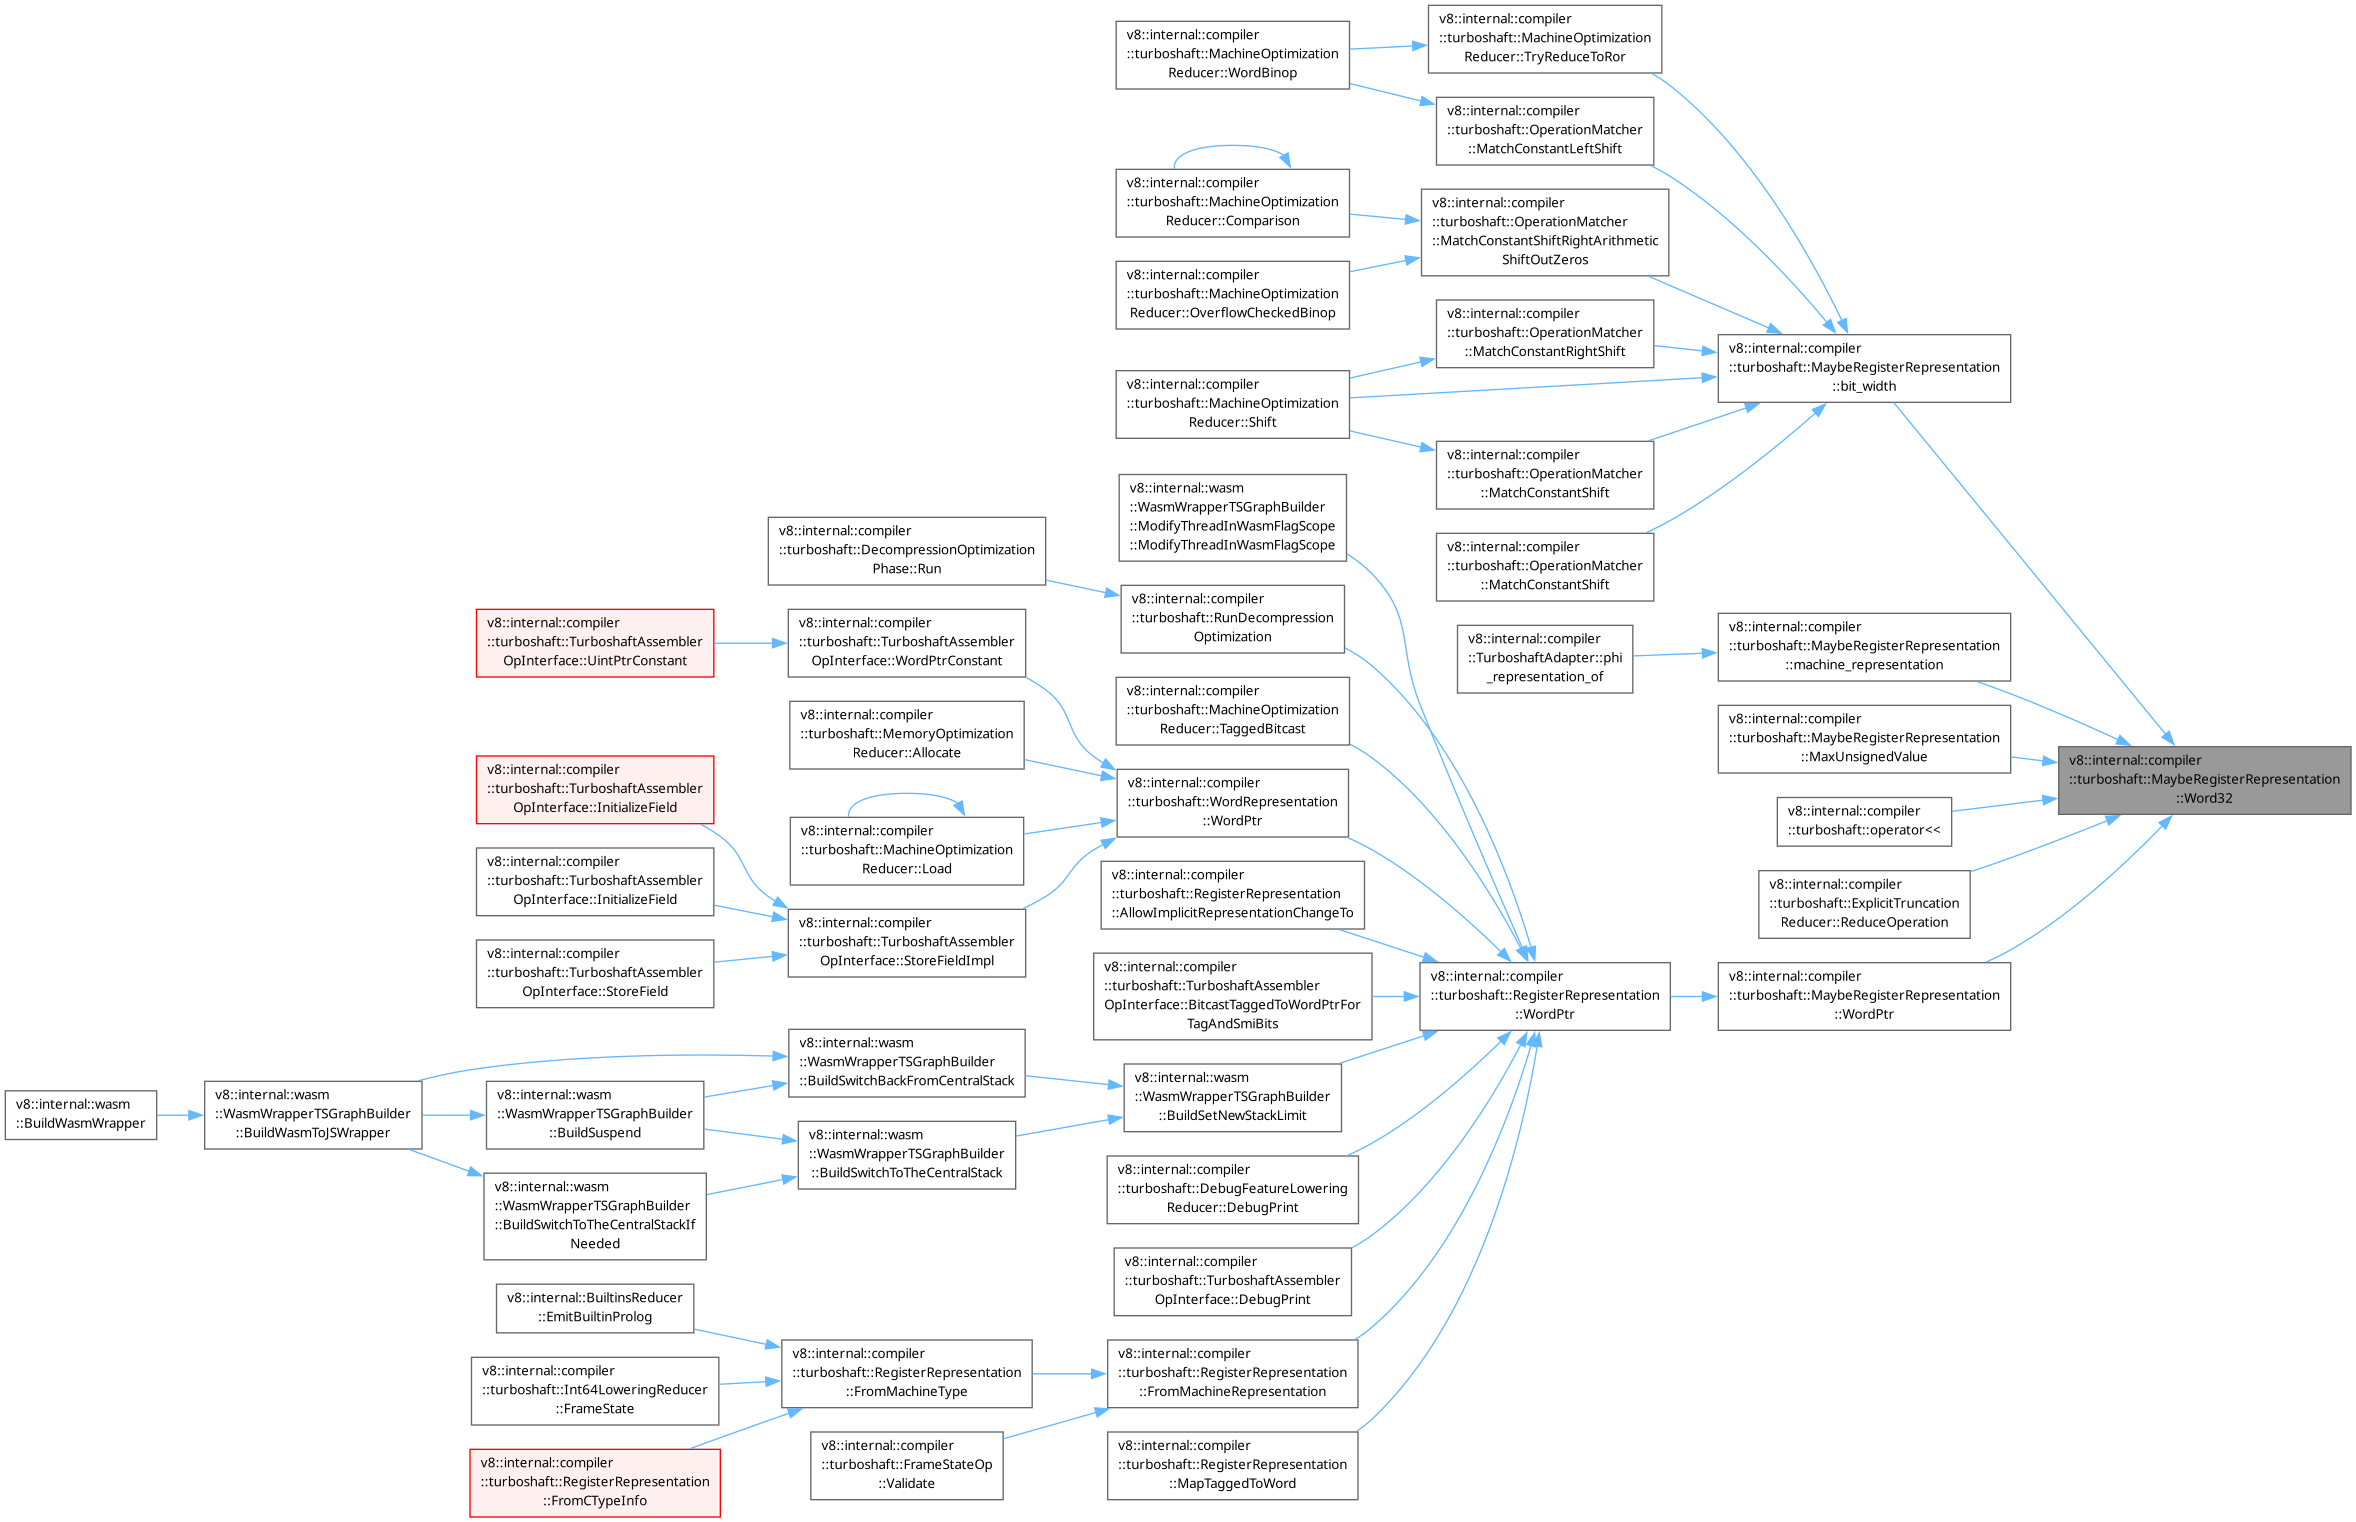 v8::internal::compiler
::turboshaft::MachineOptimization
Reducer::TryReduceToRor
v8::internal::compiler
::turboshaft::MachineOptimization
Reducer::WordBinop
v8::internal::compiler
::turboshaft::OperationMatcher
::MatchConstantLeftShift
v8::internal::compiler
::turboshaft::MachineOptimization
Reducer::Comparison
v8::internal::compiler
::turboshaft::OperationMatcher
::MatchConstantShiftRightArithmetic
ShiftOutZeros
v8::internal::compiler
::turboshaft::MachineOptimization
Reducer::OverflowCheckedBinop
v8::internal::compiler
::turboshaft::OperationMatcher
::MatchConstantRightShift
v8::internal::compiler
::turboshaft::MaybeRegisterRepresentation
::bit_width
v8::internal::compiler
::turboshaft::MachineOptimization
Reducer::Shift
v8::internal::compiler
::turboshaft::OperationMatcher
::MatchConstantShift
v8::internal::wasm
::WasmWrapperTSGraphBuilder
::ModifyThreadInWasmFlagScope
::ModifyThreadInWasmFlagScope
v8::internal::compiler
::turboshaft::DecompressionOptimization
Phase::Run
v8::internal::compiler
::turboshaft::OperationMatcher
::MatchConstantShift
v8::internal::compiler
::turboshaft::RunDecompression
Optimization
v8::internal::compiler
::turboshaft::TurboshaftAssembler
OpInterface::UintPtrConstant
v8::internal::compiler
::turboshaft::TurboshaftAssembler
OpInterface::WordPtrConstant
v8::internal::compiler
::TurboshaftAdapter::phi
_representation_of
v8::internal::compiler
::turboshaft::MaybeRegisterRepresentation
::machine_representation
v8::internal::compiler
::turboshaft::MachineOptimization
Reducer::TaggedBitcast
v8::internal::compiler
::turboshaft::MemoryOptimization
Reducer::Allocate
v8::internal::compiler
::turboshaft::MaybeRegisterRepresentation
::MaxUnsignedValue
v8::internal::compiler
::turboshaft::MaybeRegisterRepresentation
::Word32
v8::internal::compiler
::turboshaft::TurboshaftAssembler
OpInterface::InitializeField
v8::internal::compiler
::turboshaft::WordRepresentation
::WordPtr
v8::internal::compiler
::turboshaft::operator<<
v8::internal::compiler
::turboshaft::MachineOptimization
Reducer::Load
v8::internal::compiler
::turboshaft::TurboshaftAssembler
OpInterface::InitializeField
v8::internal::compiler
::turboshaft::RegisterRepresentation
::AllowImplicitRepresentationChangeTo
v8::internal::compiler
::turboshaft::ExplicitTruncation
Reducer::ReduceOperation
v8::internal::compiler
::turboshaft::TurboshaftAssembler
OpInterface::StoreFieldImpl
v8::internal::compiler
::turboshaft::TurboshaftAssembler
OpInterface::StoreField
v8::internal::compiler
::turboshaft::TurboshaftAssembler
OpInterface::BitcastTaggedToWordPtrFor
TagAndSmiBits
v8::internal::compiler
::turboshaft::RegisterRepresentation
::WordPtr
v8::internal::compiler
::turboshaft::MaybeRegisterRepresentation
::WordPtr
v8::internal::wasm
::WasmWrapperTSGraphBuilder
::BuildSwitchBackFromCentralStack
v8::internal::wasm
::WasmWrapperTSGraphBuilder
::BuildSetNewStackLimit
v8::internal::wasm
::BuildWasmWrapper
v8::internal::wasm
::WasmWrapperTSGraphBuilder
::BuildWasmToJSWrapper
v8::internal::wasm
::WasmWrapperTSGraphBuilder
::BuildSuspend
v8::internal::wasm
::WasmWrapperTSGraphBuilder
::BuildSwitchToTheCentralStack
v8::internal::compiler
::turboshaft::DebugFeatureLowering
Reducer::DebugPrint
v8::internal::wasm
::WasmWrapperTSGraphBuilder
::BuildSwitchToTheCentralStackIf
Needed
v8::internal::compiler
::turboshaft::TurboshaftAssembler
OpInterface::DebugPrint
v8::internal::BuiltinsReducer
::EmitBuiltinProlog
v8::internal::compiler
::turboshaft::RegisterRepresentation
::FromMachineType
v8::internal::compiler
::turboshaft::RegisterRepresentation
::FromMachineRepresentation
v8::internal::compiler
::turboshaft::Int64LoweringReducer
::FrameState
v8::internal::compiler
::turboshaft::FrameStateOp
::Validate
v8::internal::compiler
::turboshaft::RegisterRepresentation
::MapTaggedToWord
v8::internal::compiler
::turboshaft::RegisterRepresentation
::FromCTypeInfo